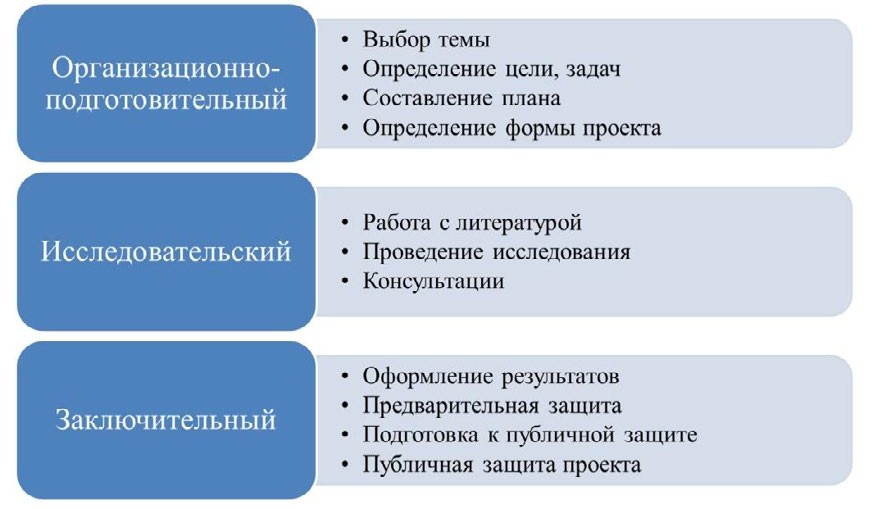 Организационно-
подготовительный
• Выбор темы
• Определение цели, задач
• Составление плана
• Определение формы проекта
Исследовательский
• Работа с литературой
• Проведение исследования
• Консультации
Заключительный
• Оформление результатов
• Предварительная защита
• Подготовка к публичной защите
• Публичная защита проекта